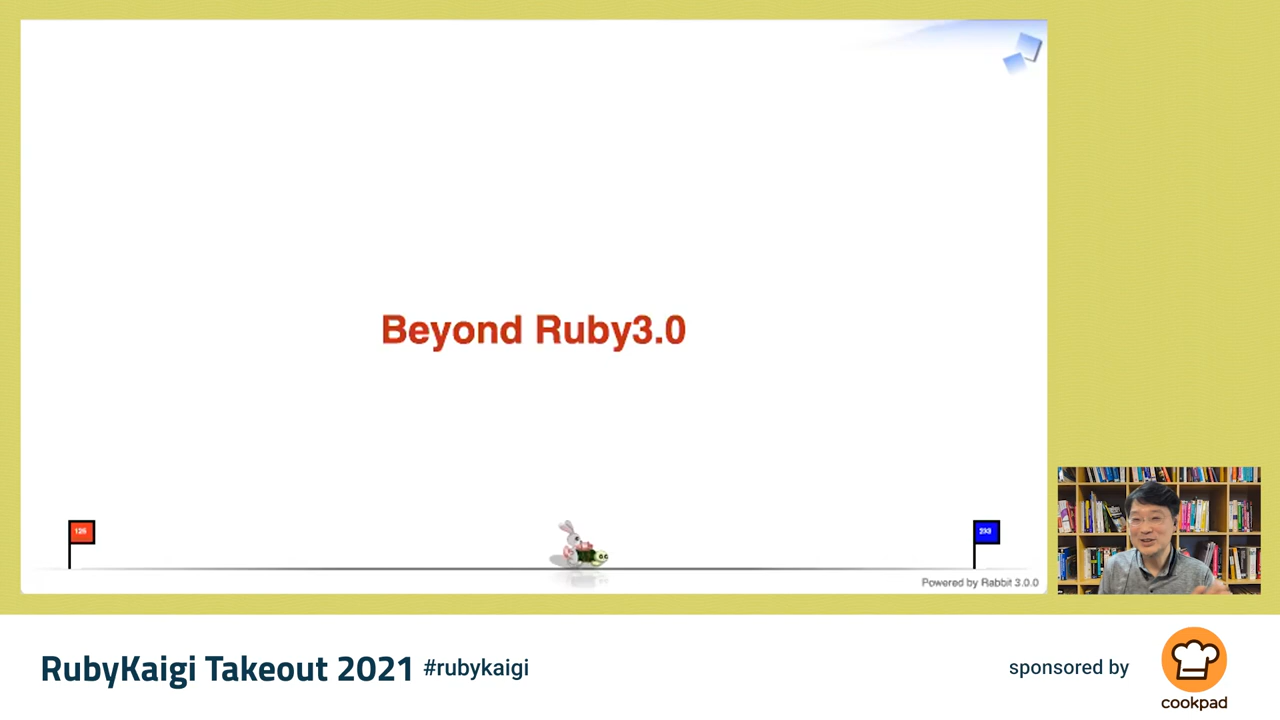 Beyond Ruby3.0
Powered by Rabbit 3.0.0
RubyKaigi Takeout 2021 #rubykaigi
sponsored by
cookpad